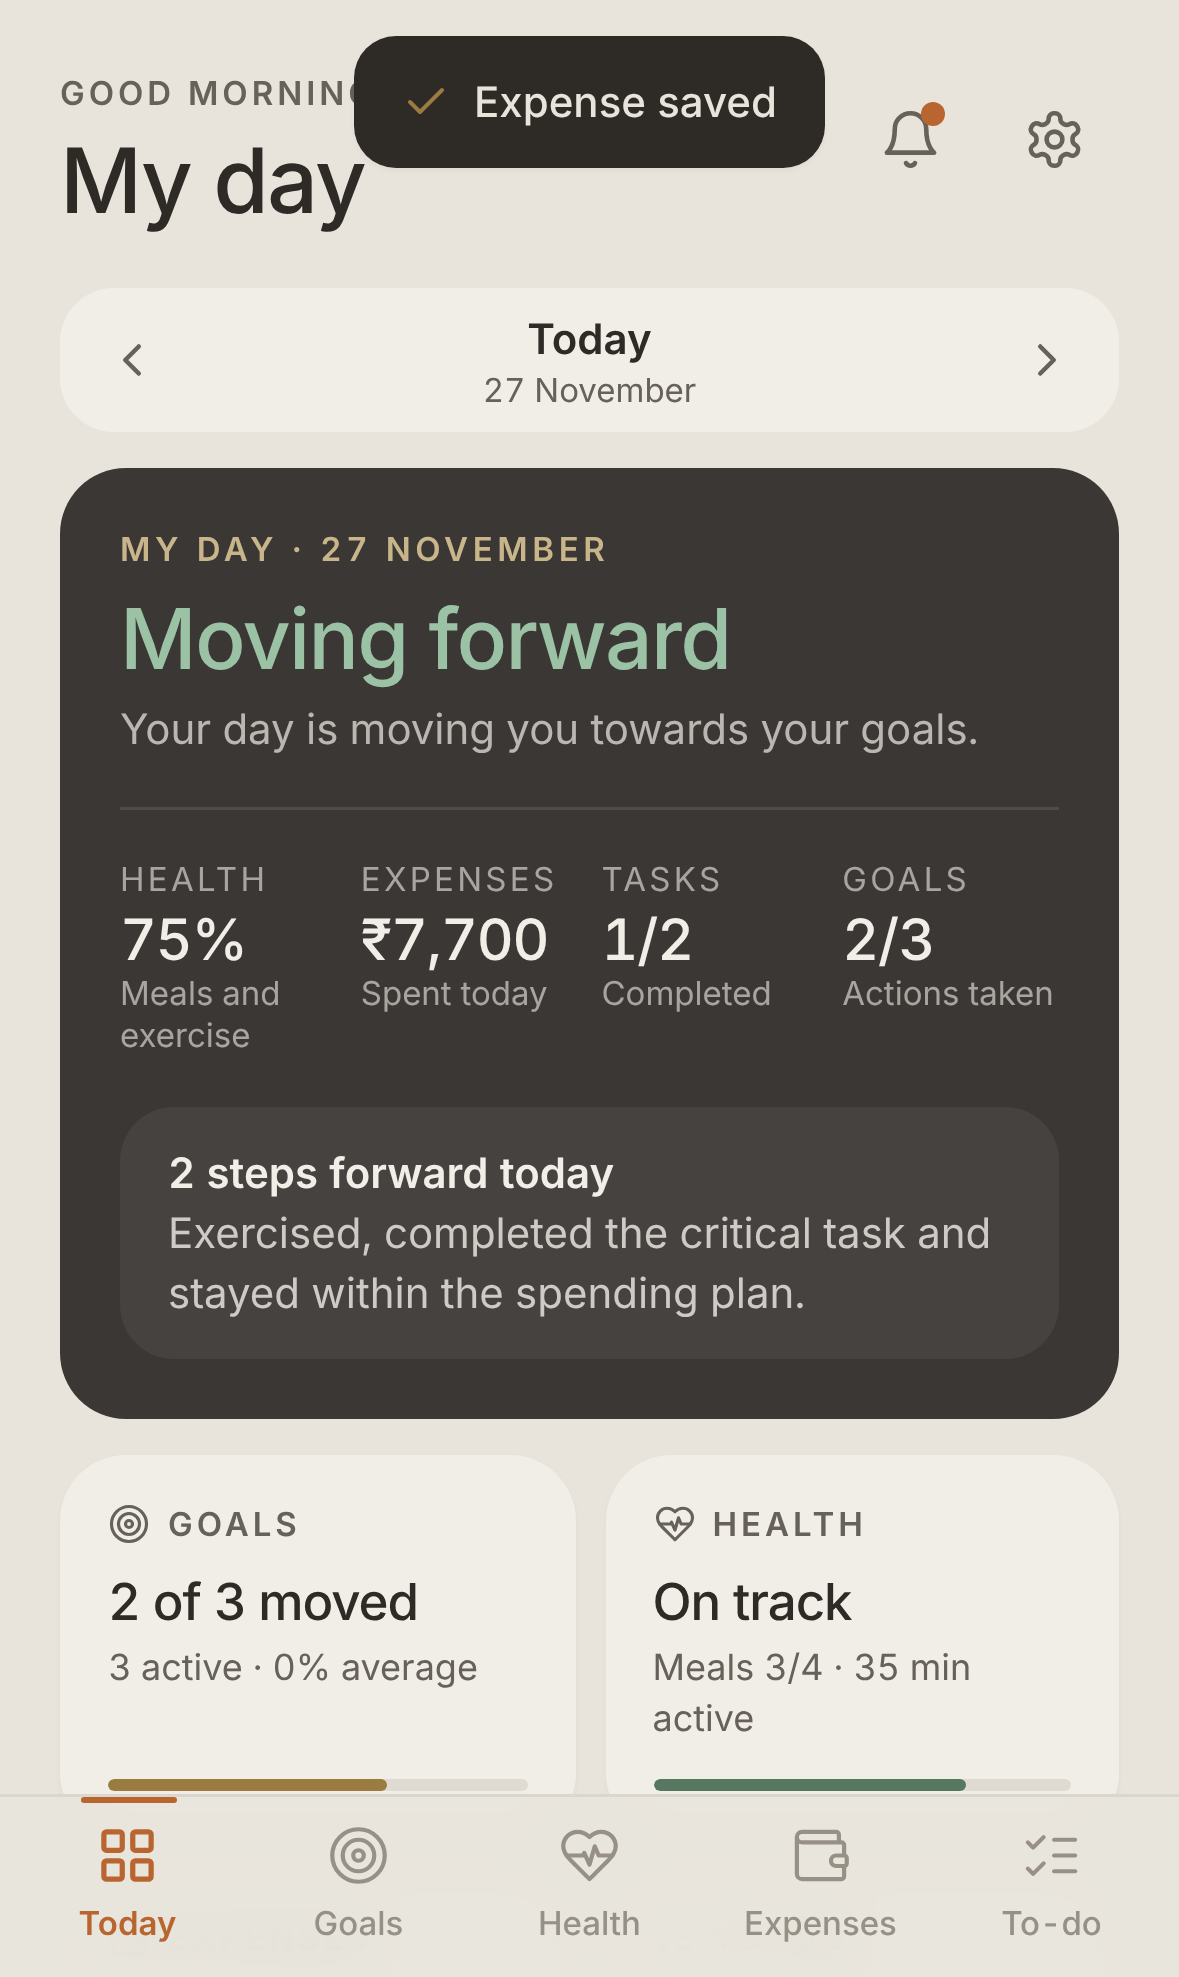 GOOD MORNING
Expense saved
My day
Today
27 November
MY DAY · 27 NOVEMBER
Moving forward
Your day is moving you towards your goals.
HEALTH
75%
Meals and
exercise
EXPENSES
₹7,700
Spent today
TASKS
1/2
Completed
GOALS
2/3
Actions taken
2 steps forward today
Exercised, completed the critical task and
stayed within the spending plan.
GOALS
2 of 3 moved
3 active · 0% average
HEALTH
On track
Meals 3/4 · 35 min
active
Today
Goals
Health
Expenses
To-do